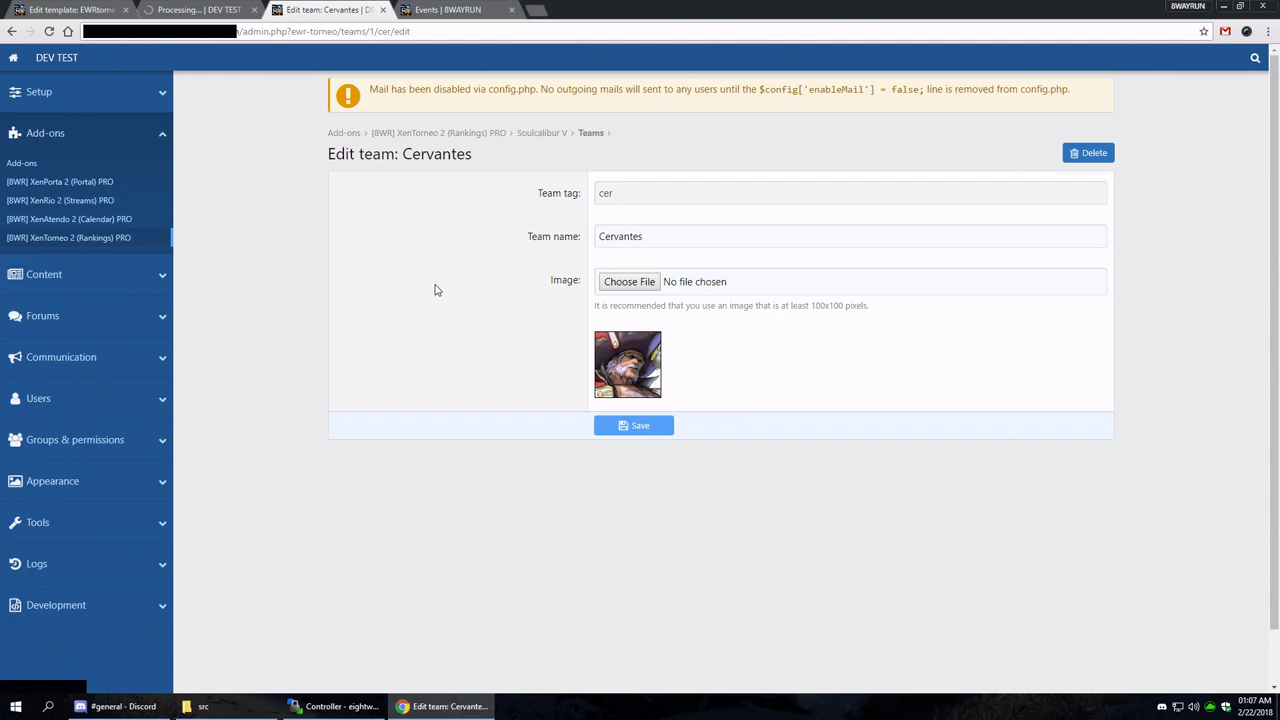 Edit template: EWRtorne
Processing... | DEV TEST
Edit team: Cervantes | DE
Events | 8WAYRUN
8WAYRUN
/admin.php?ewr-torneo/teams/1/cer/edit
DEV TEST
Setup
Add-ons
Add-ons
[8WR] XenPorta 2 (Portal) PRO
[8WR] XenRio 2 (Streams) PRO
[8WR] XenAtendo 2 (Calendar) PRO
[8WR] XenTorneo 2 (Rankings) PRO
Content
Forums
Communication
Users
Groups & permissions
Appearance
Tools
Logs
Development
Mail has been disabled via config.php. No outgoing mails will sent to any users until the $config['enableMail'] = false; line is removed from config.php.
Add-ons > [8WR] XenTorneo 2 (Rankings) PRO > Soulcalibur V > Teams >
Edit team: Cervantes
Delete
Team tag: cer
Team name: Cervantes
Image: Choose File No file chosen
It is recommended that you use an image that is at least 100x100 pixels.
Save
#general - Discord
src
Controller - eightw...
Edit team: Cervante...
01:07 AM
2/22/2018